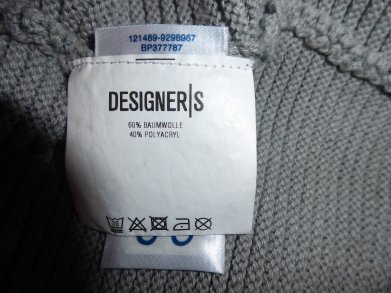 121489-9298967
BP377787
DESIGNER|S
60% BAUMWOLLE
40% POLYACRYL